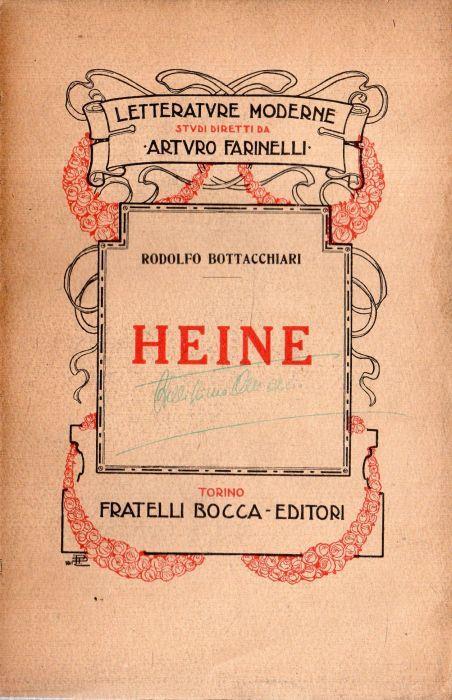 LETTERATVRE MODERNE
STVDI DIRETTI DA
·ARTVRO FARINELLI·
RODOLFO BOTTACCHIARI
HEINE
TORINO
FRATELLI BOCCA - EDITORI